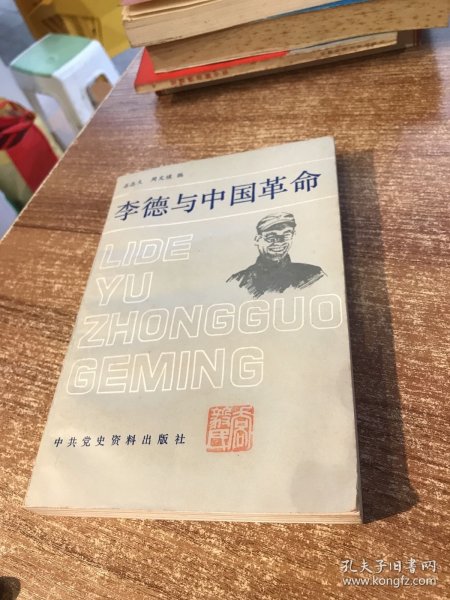 李德与中国革命
LIDE
YU
ZHONGGUO
GEMING
中共党史资料出版社
孔夫子旧书网
www.kongfz.com